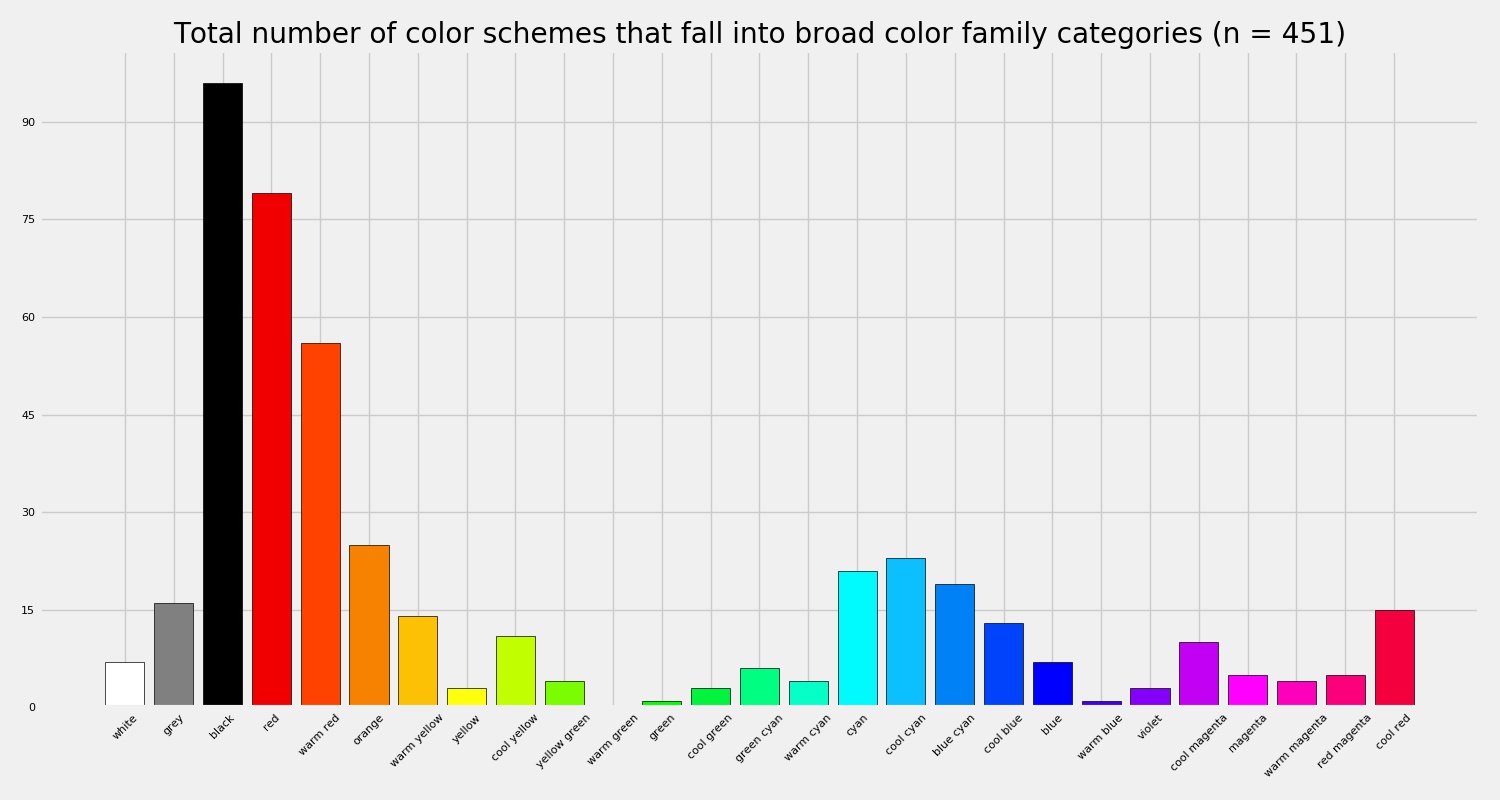 Total number of color schemes that fall into broad color family categories (n = 451)
90
75
60
45
30
15
0
white
grey
black
red
warm red
orange
warm yellow
yellow
cool yellow
yellow green
warm green
green
cool green
green cyan
warm cyan
cyan
cool cyan
blue cyan
cool blue
blue
warm blue
violet
cool magenta
magenta
warm magenta
red magenta
cool red